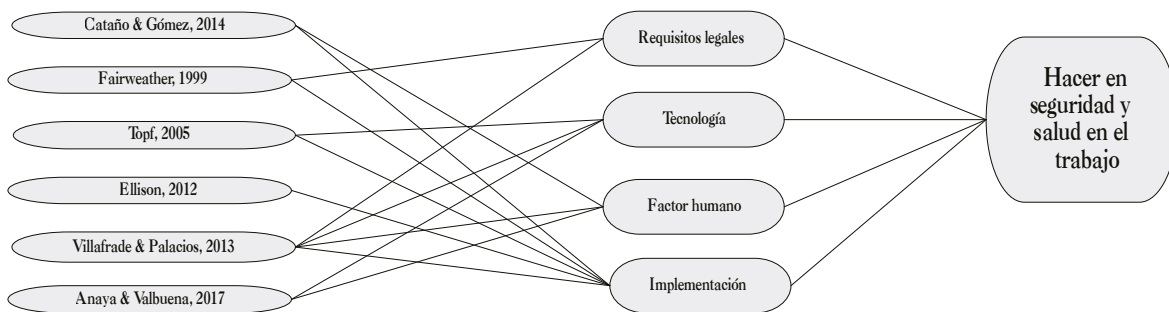 Cataño & Gómez, 2014
Fairweather, 1999
Topf, 2005
Ellison, 2012
Villafrade & Palacios, 2013
Anaya & Valbuena, 2017
Requisitos legales
Tecnología
Factor humano
Implementación
Hacer en
seguridad y
salud en el
trabajo